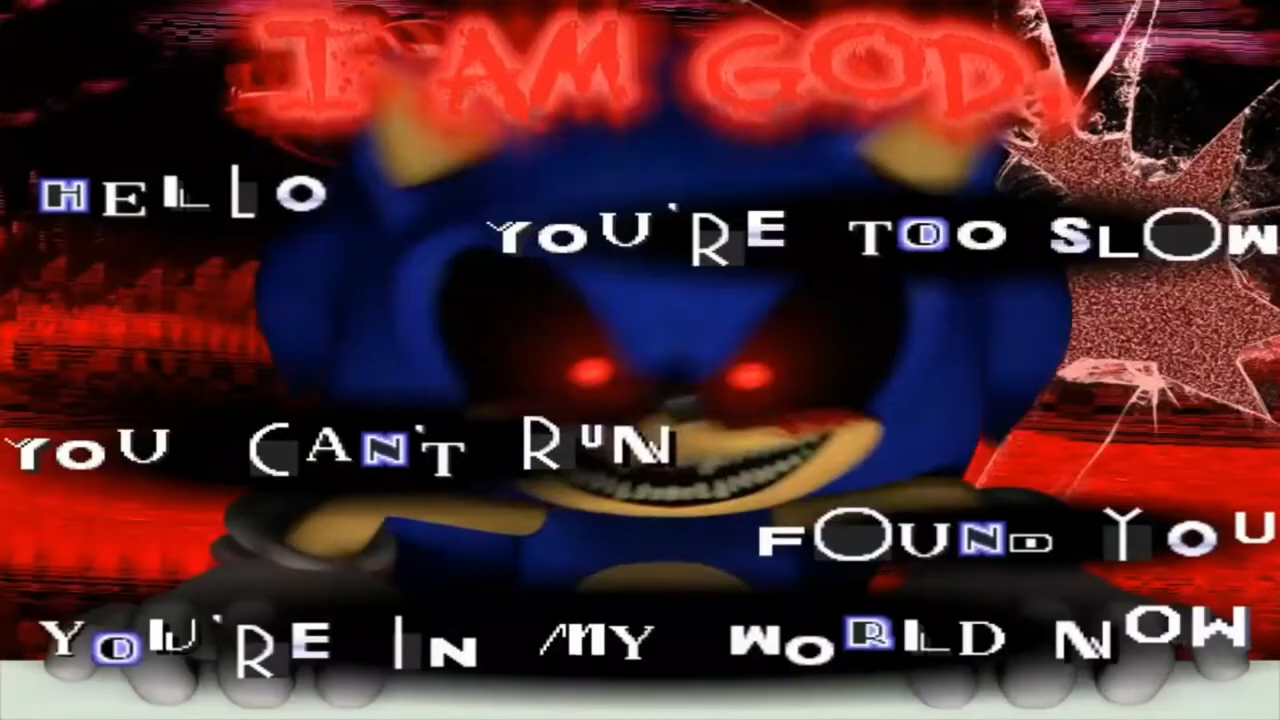 I AM GOD.
HELLO
YOU'RE TOO SLOW
YOU CAN'T RUN
FOUND YOU
YOU'RE IN MY WORLD NOW